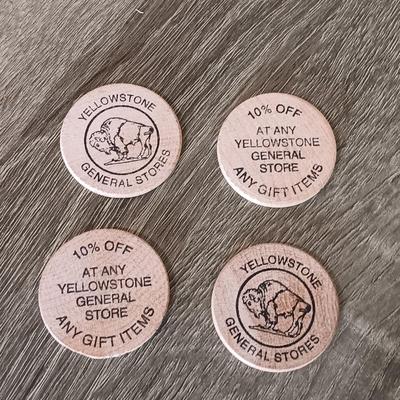 YELLOWSTONE
GENERAL STORES
10% OFF
AT ANY
YELLOWSTONE
GENERAL
STORE
ANY GIFT ITEMS
10% OFF
AT ANY
YELLOWSTONE
GENERAL
STORE
ANY GIFT ITEMS
YELLOWSTONE
GENERAL STORES